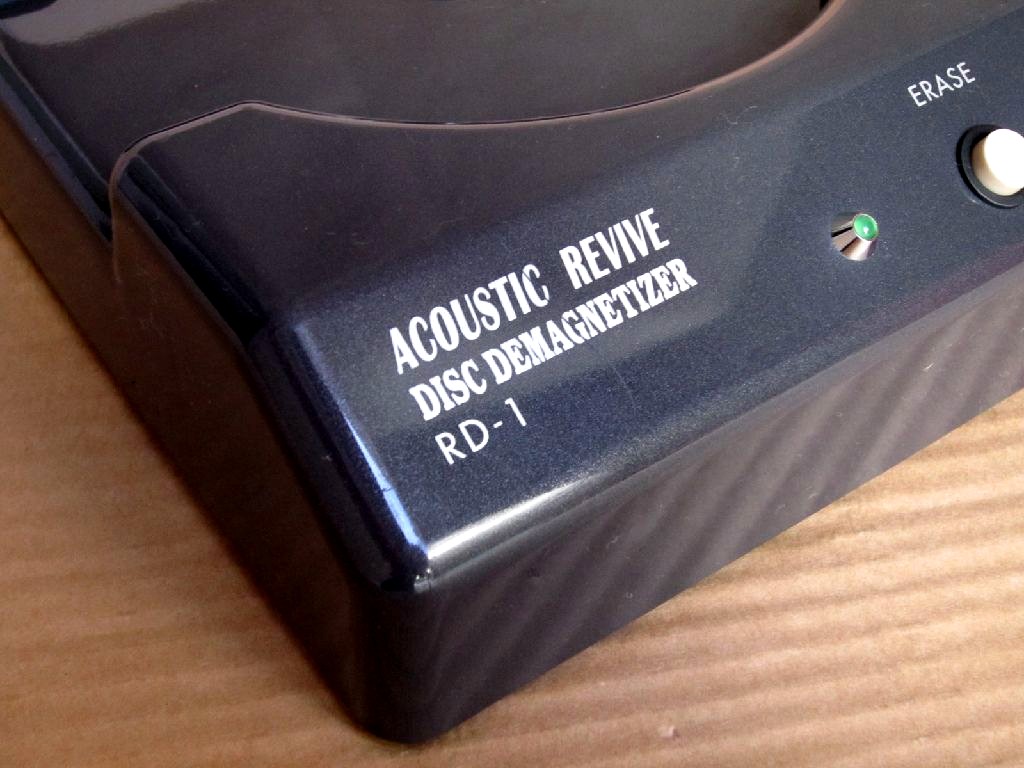 ERASE
ACOUSTIC REVIVE
DISC DEMAGNETIZER
RD-1